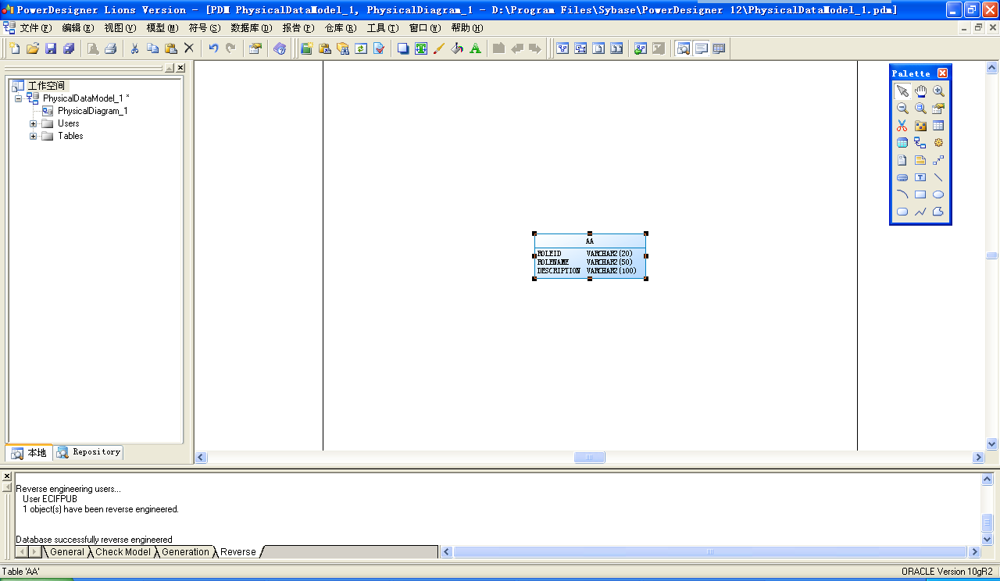 PowerDesigner Lions Version - [PDM PhysicalDataModel_1, PhysicalDiagram_1 - D:\Program Files\Sybase\PowerDesigner 12\PhysicalDataModel_1.pdm]
文件(F) 编辑(E) 视图(V) 模型(M) 符号(S) 数据库(D) 报告(P) 仓库(R) 工具(T) 窗口(W) 帮助(H)
工作空间
PhysicalDataModel_1 *
PhysicalDiagram_1
Users
Tables
本地 Repository
AA
ROLEID VARCHAR2(20)
ROLENAME VARCHAR2(50)
DESCRIPTION VARCHAR2(100)
Palette
Reverse engineering users...
User ECIFPUB
1 object(s) have been reverse engineered.
Database successfully reverse engineered
General Check Model Generation Reverse
Table 'AA' ORACLE Version 10gR2